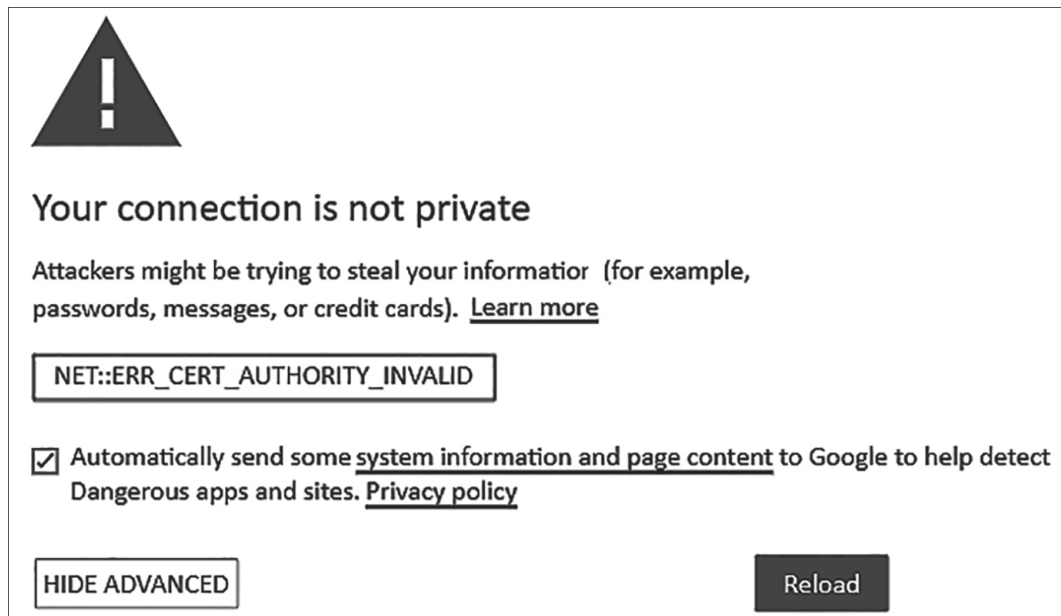 !
Your connection is not private
Attackers might be trying to steal your informatior (for example,
passwords, messages, or credit cards). Learn more
NET::ERR_CERT_AUTHORITY_INVALID
Automatically send some system information and page content to Google to help detect
Dangerous apps and sites. Privacy policy
HIDE ADVANCED
Reload